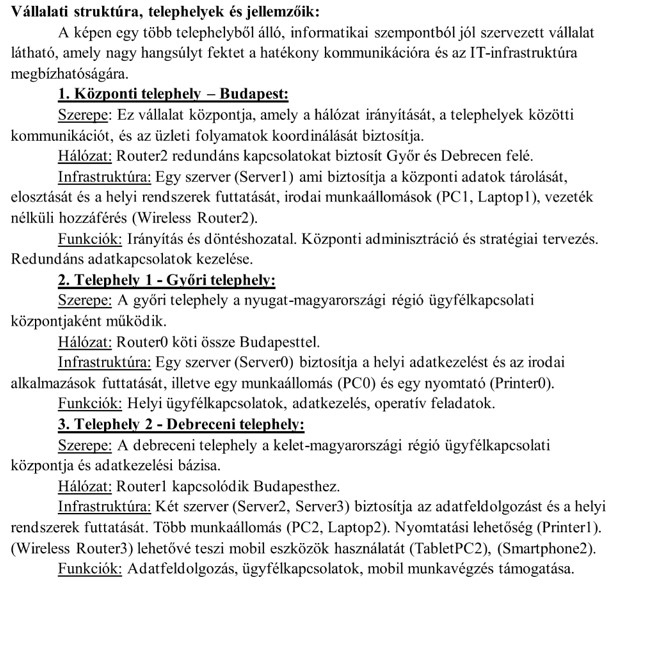 Vállalati struktúra, telephelyek és jellemzőik:
A képen egy több telephelyből álló, informatikai szempontból jól szervezett vállalat
látható, amely nagy hangsúlyt fektet a hatékony kommunikációra és az IT-infrastruktúra
megbízhatóságára.
1. Központi telephely – Budapest:
Szerepe: Ez vállalat központja, amely a hálózat irányítását, a telephelyek közötti
kommunikációt, és az üzleti folyamatok koordinálását biztosítja.
Hálózat: Router2 redundáns kapcsolatokat biztosít Győr és Debrecen felé.
Infrastruktúra: Egy szerver (Server1) ami biztosítja a központi adatok tárolását,
elosztását és a helyi rendszerek futtatását, irodai munkaállomások (PC1, Laptop1), vezeték
nélküli hozzáférés (Wireless Router2).
Funkciók: Irányítás és döntéshozatal. Központi adminisztráció és stratégiai tervezés.
Redundáns adatkapcsolatok kezelése.
2. Telephely 1 - Győri telephely:
Szerepe: A győri telephely a nyugat-magyarországi régió ügyfélkapcsolati
központjaként működik.
Hálózat: Router0 köti össze Budapesttel.
Infrastruktúra: Egy szerver (Server0) biztosítja a helyi adatkezelést és az irodai
alkalmazások futtatását, illetve egy munkaállomás (PC0) és egy nyomtató (Printer0).
Funkciók: Helyi ügyfélkapcsolatok, adatkezelés, operatív feladatok.
3. Telephely 2 - Debreceni telephely:
Szerepe: A debreceni telephely a kelet-magyarországi régió ügyfélkapcsolati
központja és adatkezelési bázisa.
Hálózat: Router1 kapcsolódik Budapesthez.
Infrastruktúra: Két szerver (Server2, Server3) biztosítja az adatfeldolgozást és a helyi
rendszerek futtatását. Több munkaállomás (PC2, Laptop2). Nyomtatási lehetőség (Printer1).
(Wireless Router3) lehetővé teszi mobil eszközök használatát (TabletPC2), (Smartphone2).
Funkciók: Adatfeldolgozás, ügyfélkapcsolatok, mobil munkavégzés támogatása.